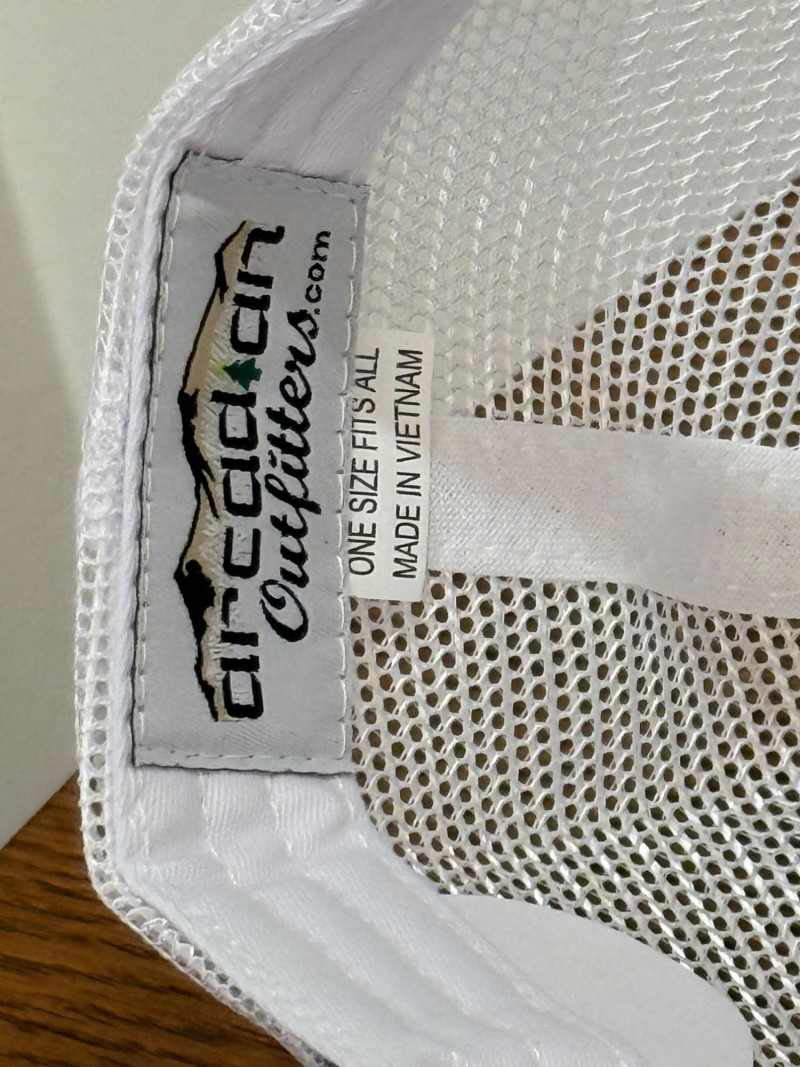 arcadian
Outfitters.com
ONE SIZE FITS ALL
MADE IN VIETNAM